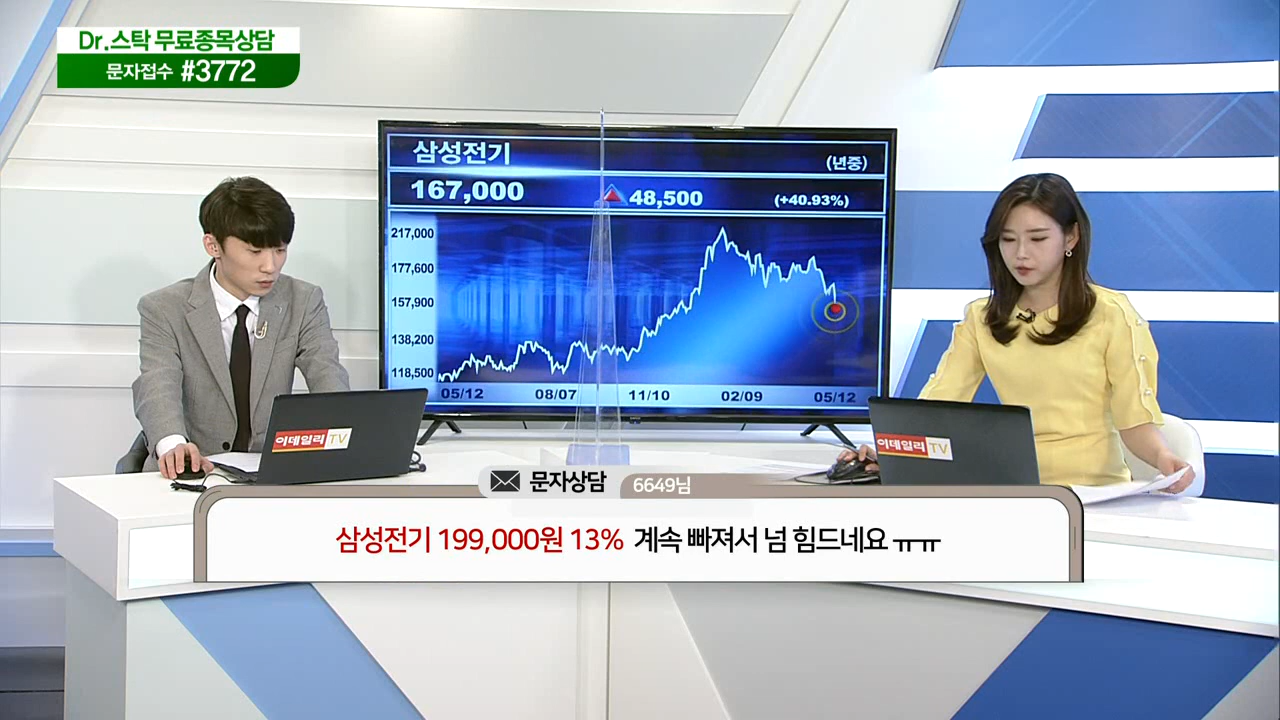 Dr.스탁 무료종목상담
문자접수 #3772
삼성전기
(년중)
167,000 ▲48,500 (+40.93%)
217,000
177,600
157,900
138,200
118,500
05/12 08/07 11/10 02/09 05/12
이데일리TV
이데일리TV
문자상담 6649님
삼성전기 199,000원 13% 계속 빠져서 넘 힘드네요 ㅠㅠ